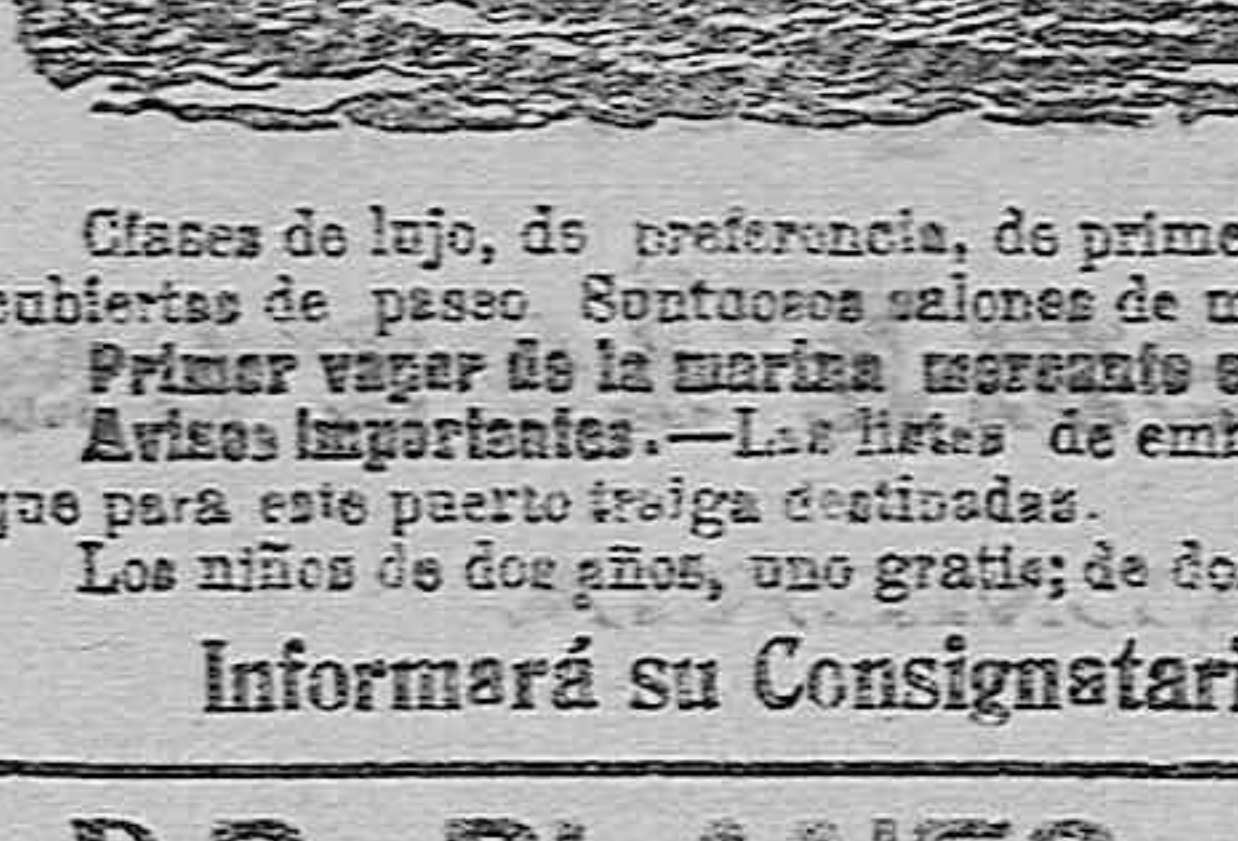 Clases de lujo, de preferencia, de prime
cubiertas de paseo Suntuosos salones de m
Primer vapor de la marina mercante e
Avisos importantes.—Las listas de emb
que para este puerto traiga destinadas.
Los niños de dos años, uno gratis; de do
Informará su Consignatari